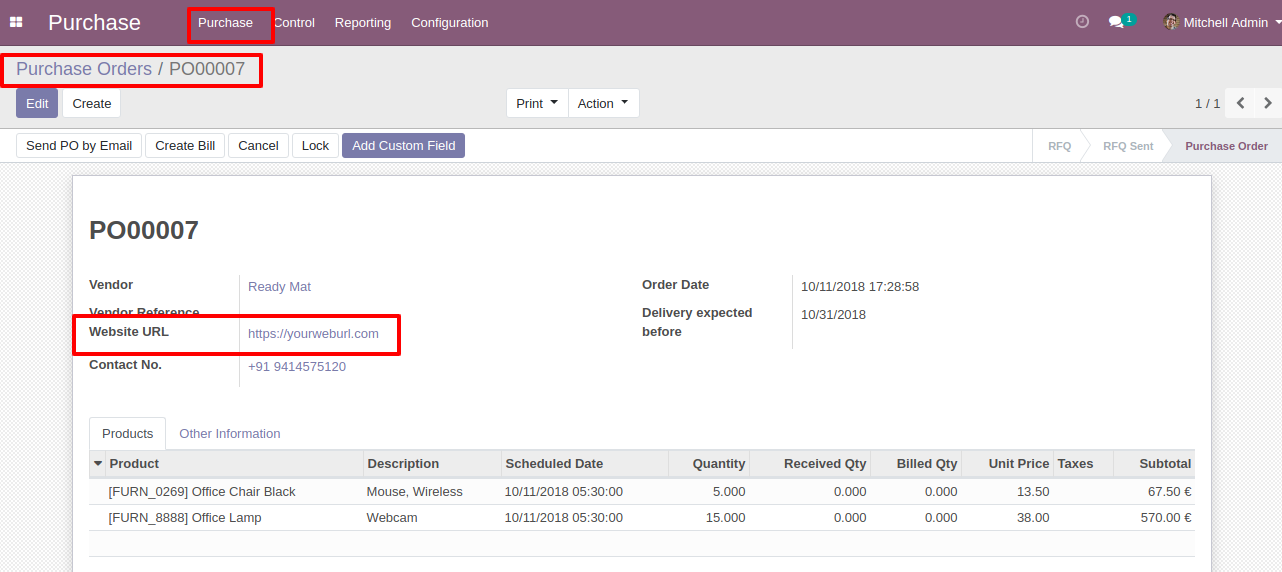 Purchase Purchase Control Reporting Configuration 1 Mitchell Admin
Purchase Orders / PO00007
Edit Create Print Action 1 / 1
Send PO by Email Create Bill Cancel Lock Add Custom Field RFQ RFQ Sent Purchase Order
PO00007
Vendor Ready Mat Order Date 10/11/2018 17:28:58
Vendor Reference Delivery expected before 10/31/2018
Website URL https://yourweburl.com
Contact No. +91 9414575120
Products Other Information
Product Description Scheduled Date Quantity Received Qty Billed Qty Unit Price Taxes Subtotal
[FURN_0269] Office Chair Black Mouse, Wireless 10/11/2018 05:30:00 5.000 0.000 0.000 13.50 67.50 €
[FURN_8888] Office Lamp Webcam 10/11/2018 05:30:00 15.000 0.000 0.000 38.00 570.00 €